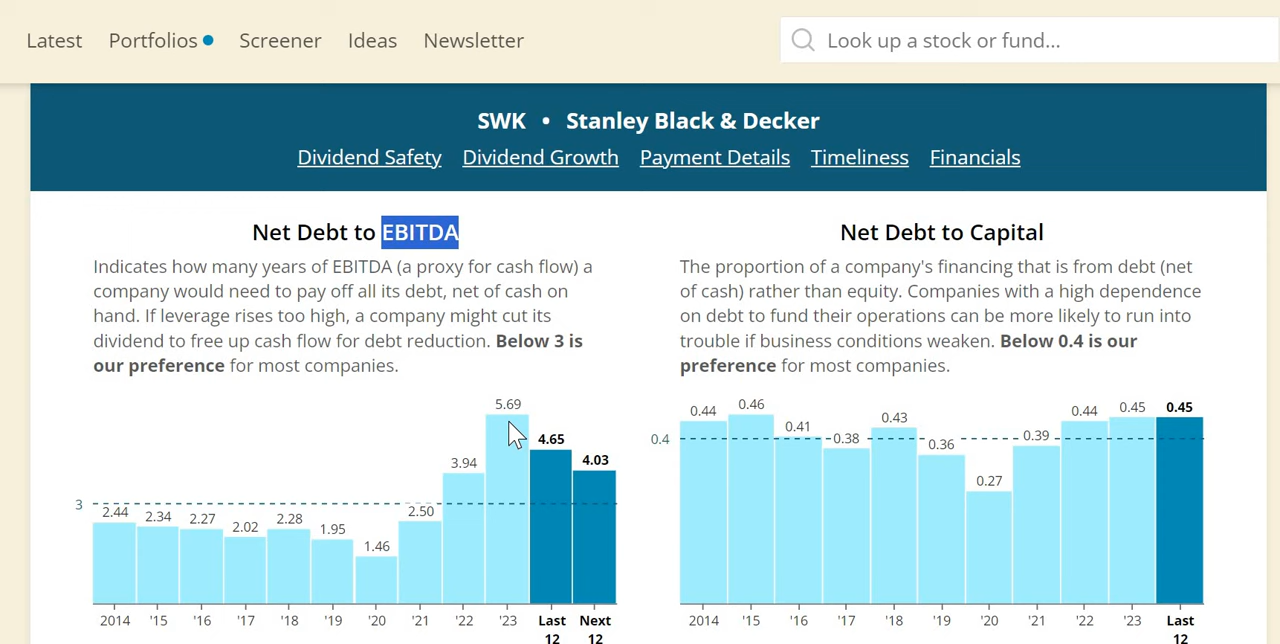 Latest Portfolios Screener Ideas Newsletter
Look up a stock or fund...
SWK • Stanley Black & Decker
Dividend Safety Dividend Growth Payment Details Timeliness Financials
Net Debt to EBITDA
Indicates how many years of EBITDA (a proxy for cash flow) a
company would need to pay off all its debt, net of cash on
hand. If leverage rises too high, a company might cut its
dividend to free up cash flow for debt reduction. Below 3 is
our preference for most companies.
5.69
4.65
4.03
3.94
3
2.44 2.34 2.27 2.02 2.28 1.95 1.46 2.50
2014 '15 '16 '17 '18 '19 '20 '21 '22 '23 Last Next
12 12
Net Debt to Capital
The proportion of a company's financing that is from debt (net
of cash) rather than equity. Companies with a high dependence
on debt to fund their operations can be more likely to run into
trouble if business conditions weaken. Below 0.4 is our
preference for most companies.
0.44 0.46 0.41 0.38 0.43 0.36 0.27 0.39 0.44 0.45 0.45
0.4
2014 '15 '16 '17 '18 '19 '20 '21 '22 '23 Last
12